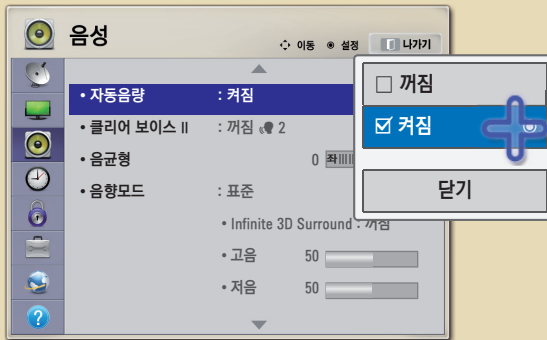 음성
이동 ◉ 설정 나가기
• 자동음량 : 켜짐
• 클리어 보이스 II : 꺼짐 2
• 음균형 0 좌
• 음향모드 : 표준
• Infinite 3D Surround : 꺼짐
• 고음 50
• 저음 50
?
□ 꺼짐
☑ 켜짐
닫기